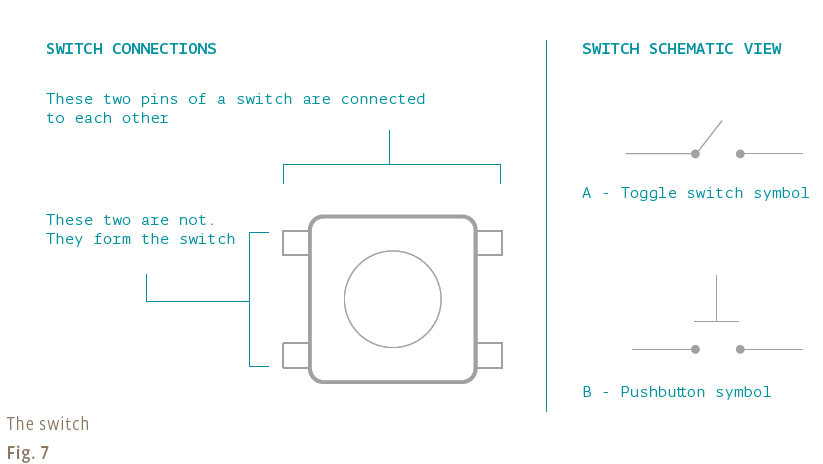 SWITCH CONNECTIONS
These two pins of a switch are connected
to each other
These two are not.
They form the switch
SWITCH SCHEMATIC VIEW
A - Toggle switch symbol
B - Pushbutton symbol
The switch
Fig. 7